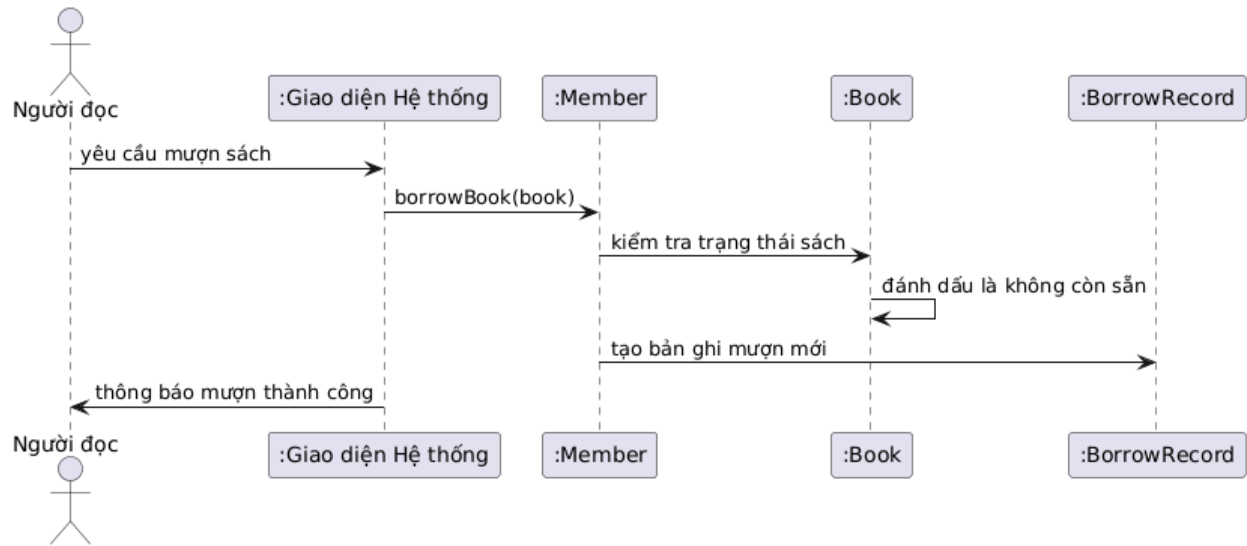 Người đọc
:Giao diện Hệ thống
:Member
:Book
:BorrowRecord
yêu cầu mượn sách
borrowBook(book)
kiểm tra trạng thái sách
đánh dấu là không còn sẵn
tạo bản ghi mượn mới
thông báo mượn thành công
Người đọc
:Giao diện Hệ thống
:Member
:Book
:BorrowRecord